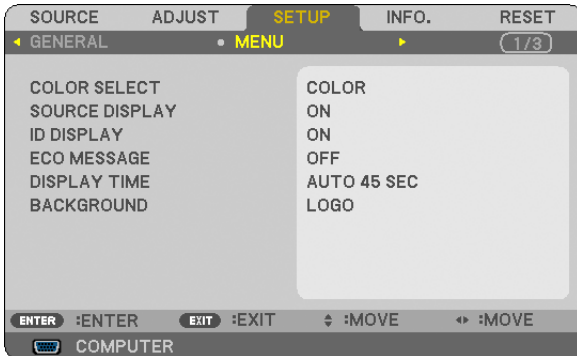 SOURCE ADJUST SETUP INFO. RESET
GENERAL • MENU 1/3
COLOR SELECT COLOR
SOURCE DISPLAY ON
ID DISPLAY ON
ECO MESSAGE OFF
DISPLAY TIME AUTO 45 SEC
BACKGROUND LOGO
ENTER :ENTER EXIT :EXIT :MOVE :MOVE
COMPUTER